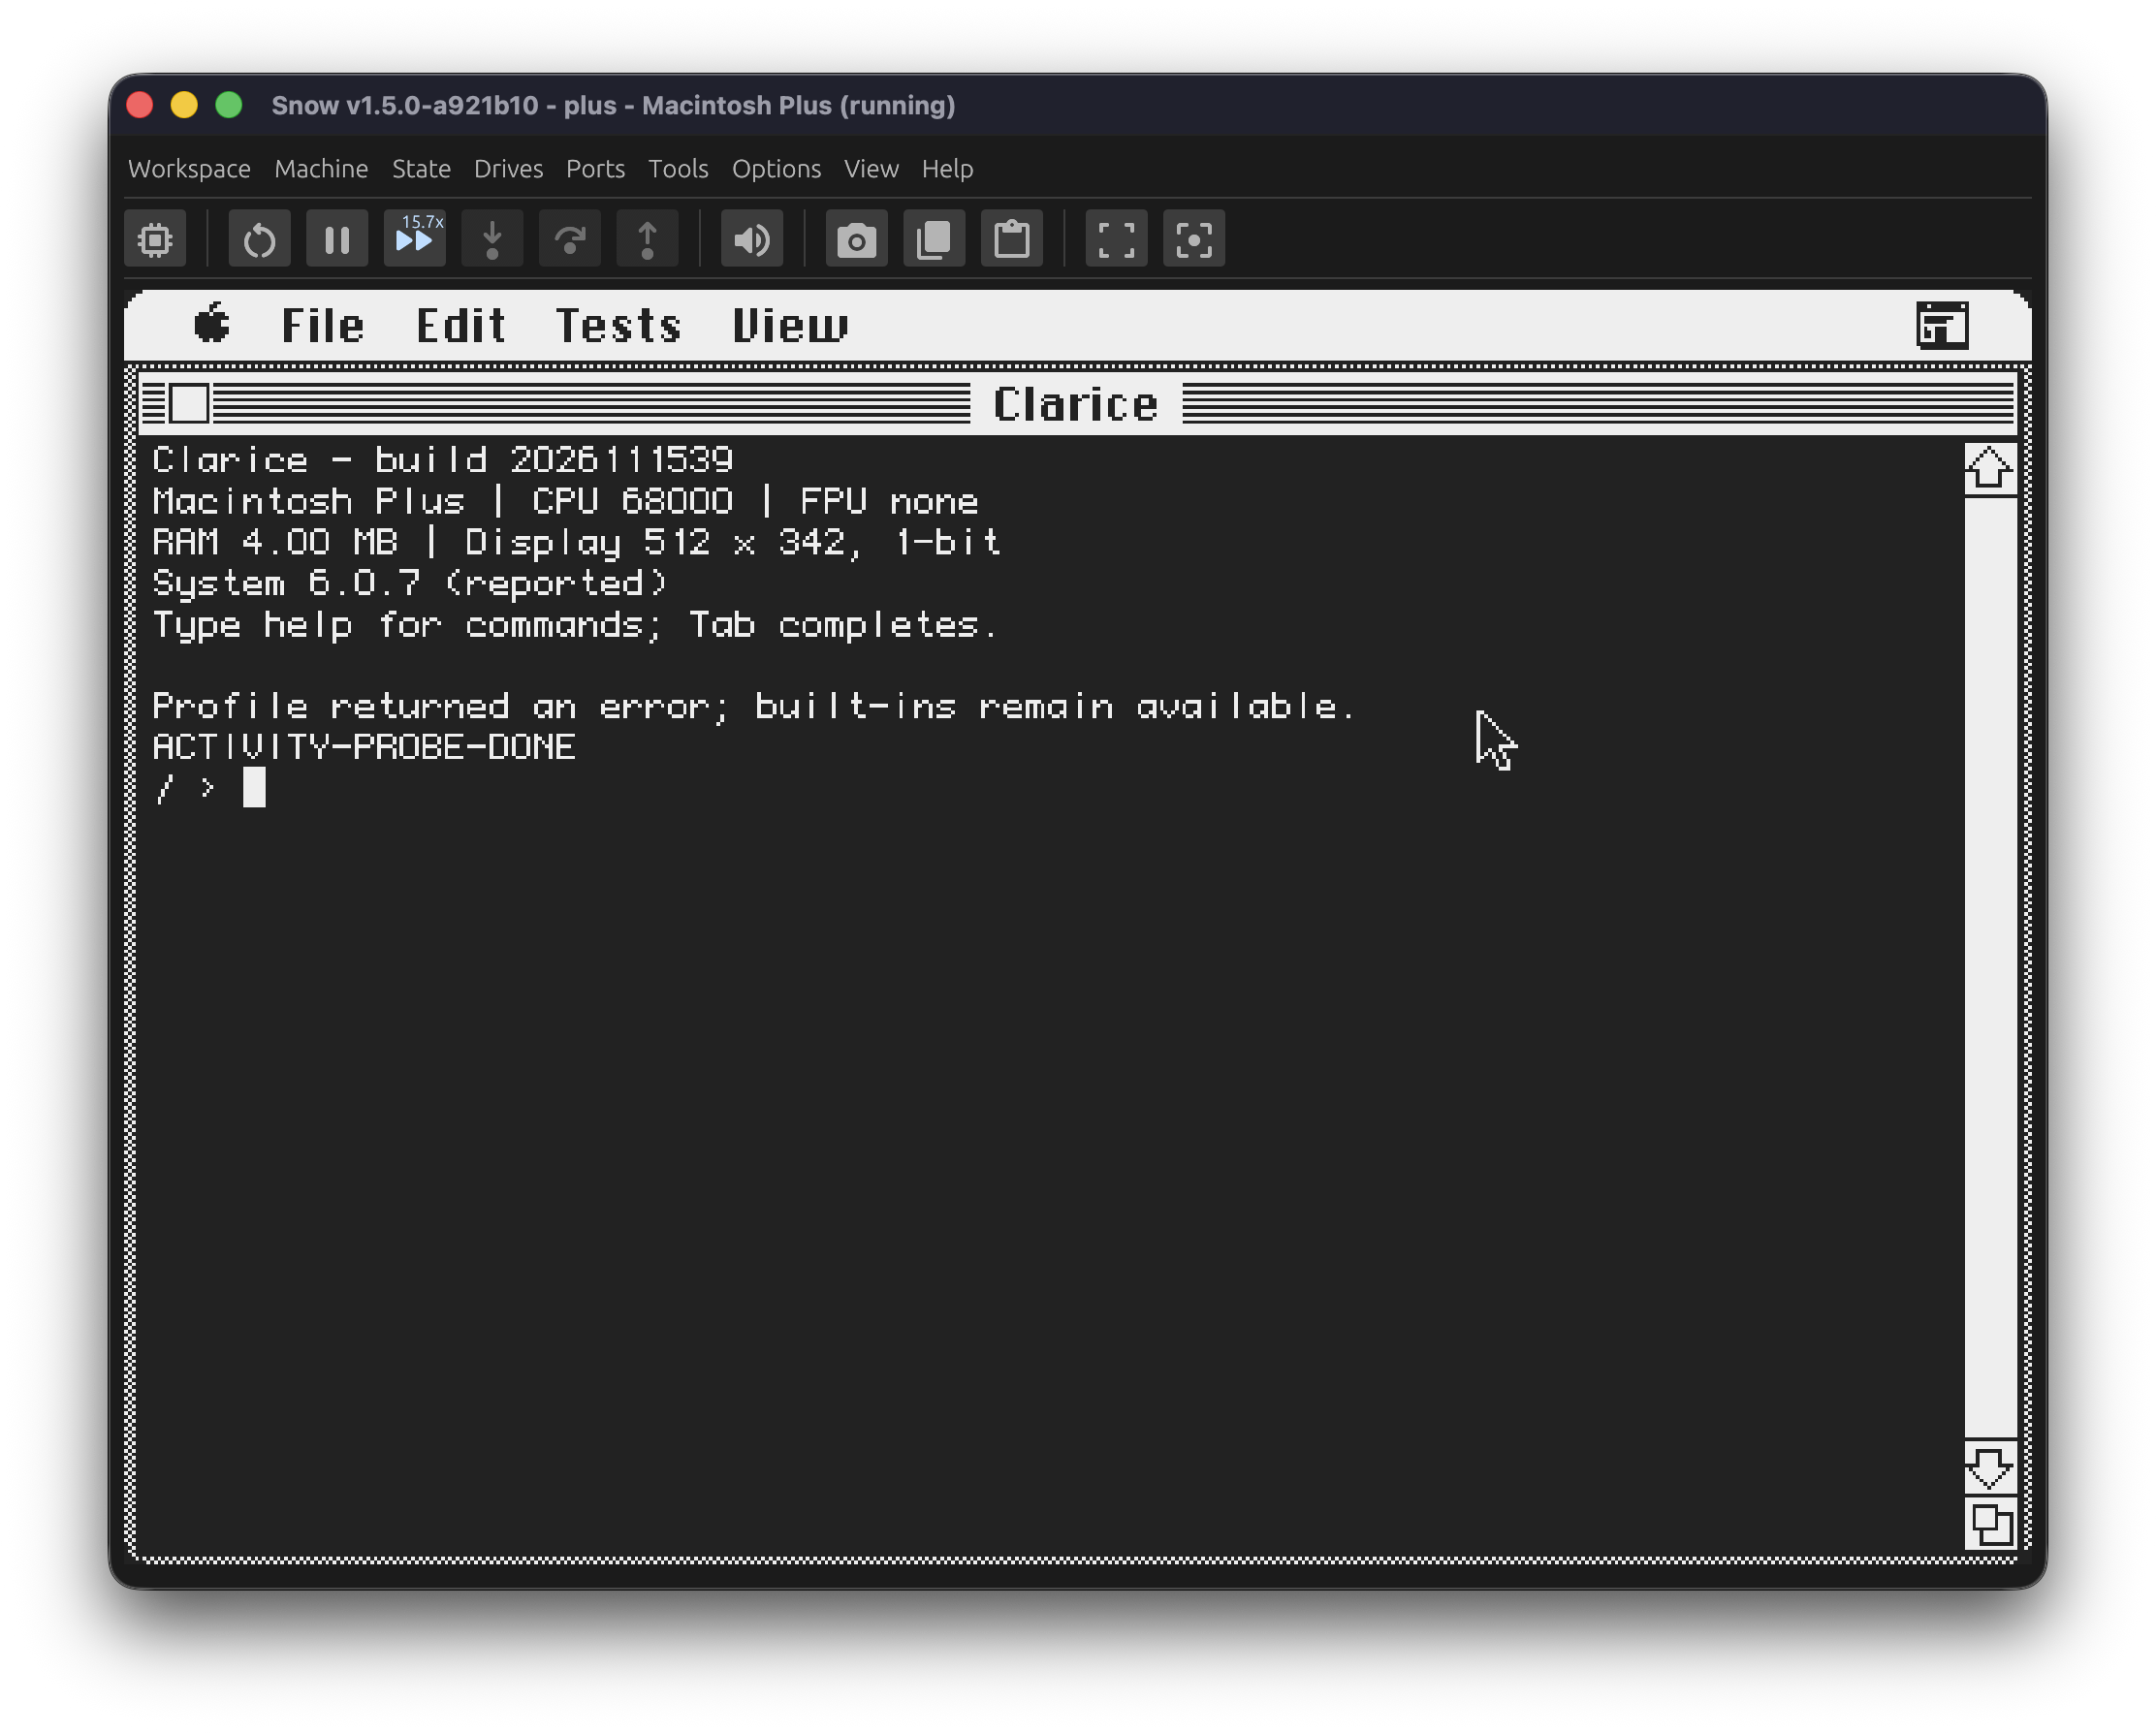 Snow v1.5.0-a921b10 - plus - Macintosh Plus (running)
Workspace Machine State Drives Ports Tools Options View Help
15.7x
File Edit Tests View
Clarice
Clarice - build 2026111539
Macintosh Plus | CPU 68000 | FPU none
RAM 4.00 MB | Display 512 x 342, 1-bit
System 6.0.7 (reported)
Type help for commands; Tab completes.
Profile returned an error; built-ins remain available.
ACTIVITY-PROBE-DONE
/ >